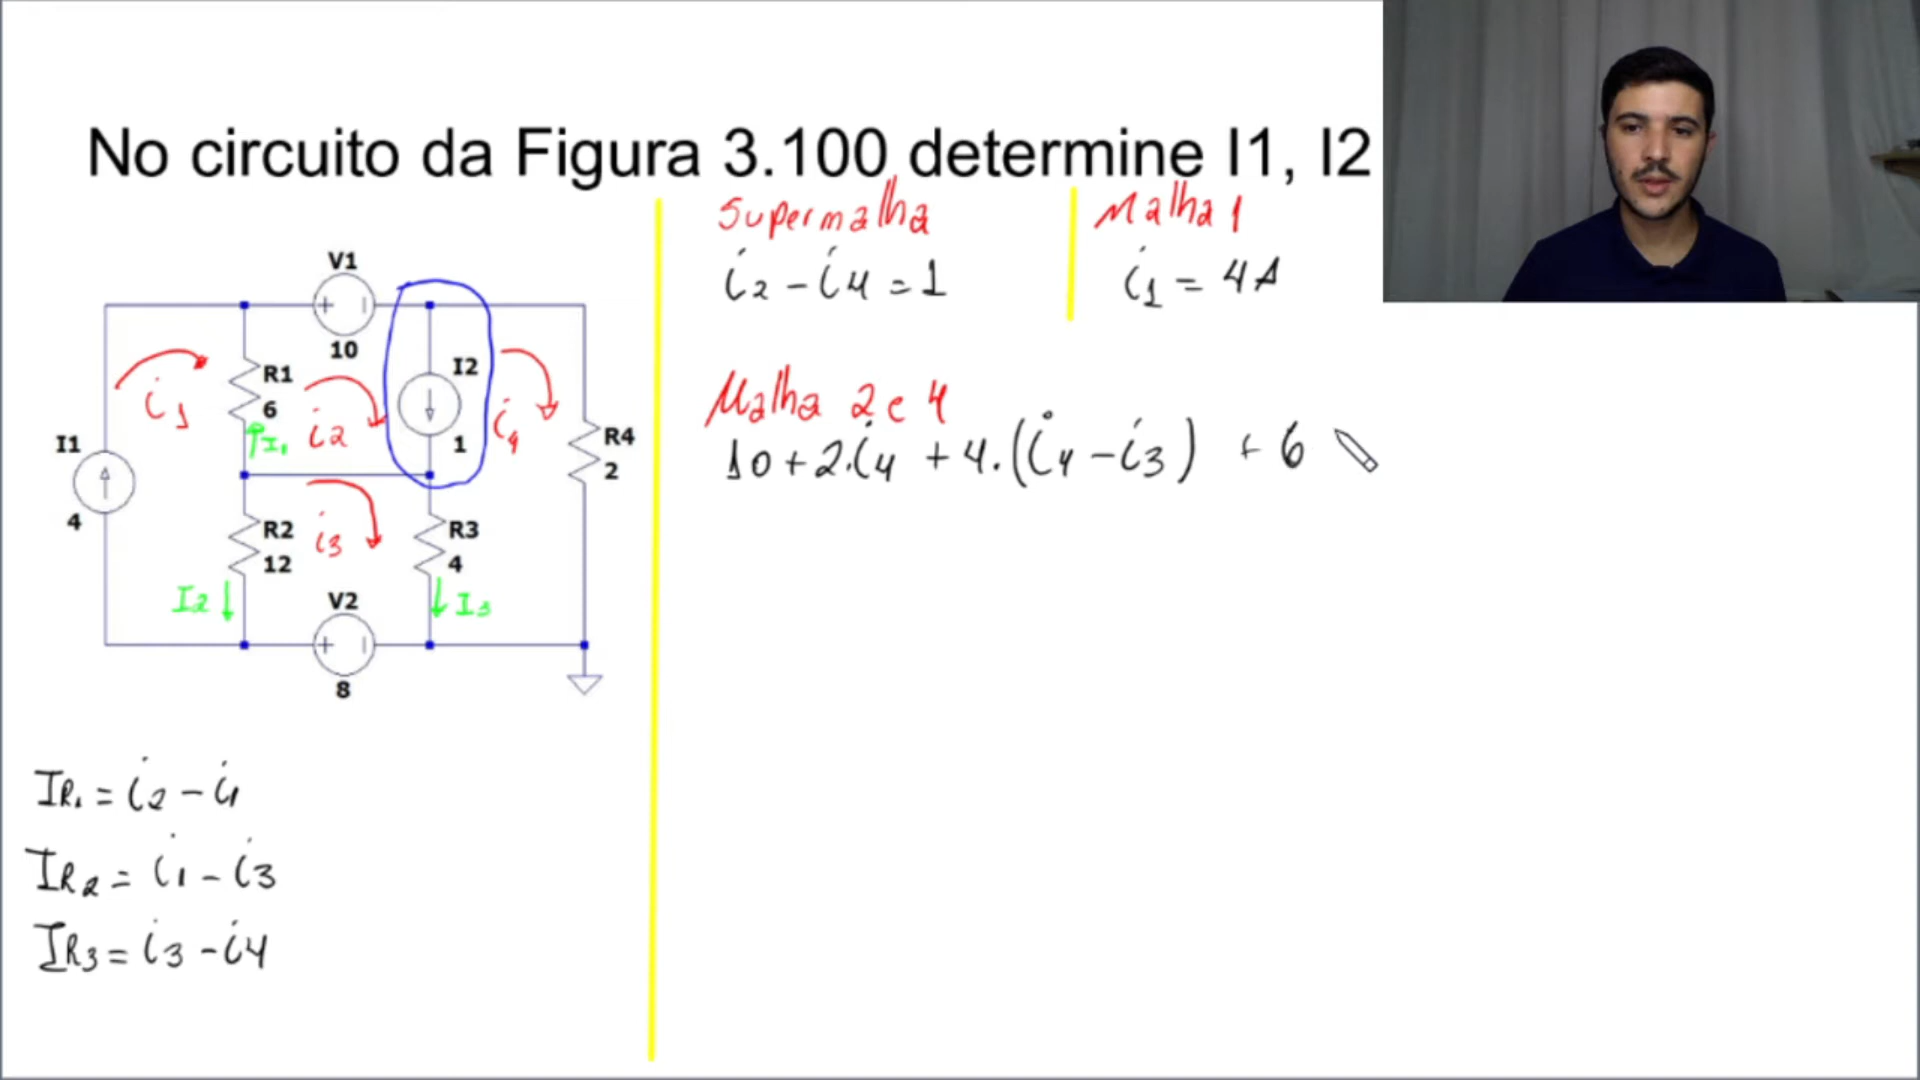 No circuito da Figura 3.100 determine I1, I2
Supermalha
i2 - i4 = 1
Malha 1
i1 = 4A
Malha 2 e 4
10 + 2.i4 + 4.(i4 - i3) + 6
V1
10
I2
1
R1
6
i1
i2
i4
I1
R4
2
I1
4
R2
12
i3
R3
4
I2
V2
8
I3
IR1 = i2 - i1
IR2 = i1 - i3
IR3 = i3 - i4